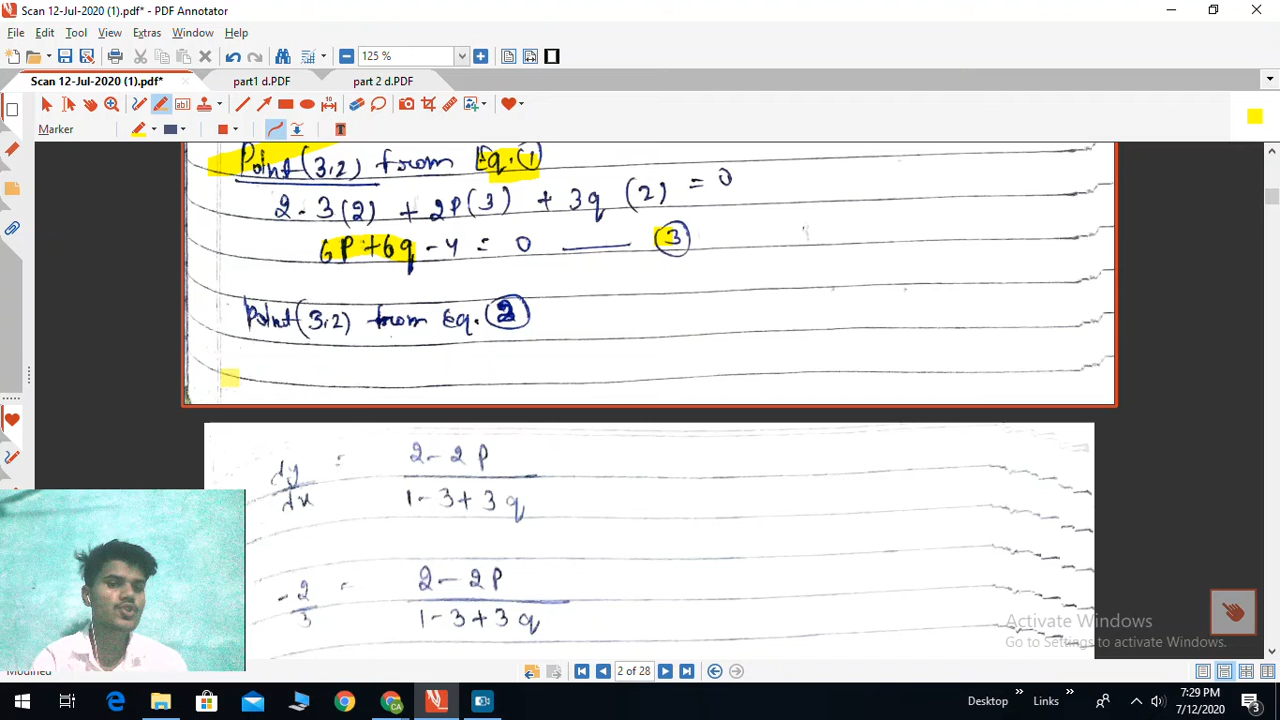 Scan 12-Jul-2020 (1).pdf* - PDF Annotator
File Edit Tool Document Extras Window Help
125 %
Scan 12-Jul-2020 (1).pdf* part1 d.PDF part 2 d.PDF
Marker
Point (3,2) from Eq. (1)
2 - 3(2) + 2P(3) + 3q (2) = 0
6P + 6q - 4 = 0 —— (3)
Point (3,2) from Eq. (2)
dy/dx = 2 - 2P / 1 - 3 + 3q
-2/3 = 2 - 2P / 1 - 3 + 3q
Activate Windows
Go to Settings to activate Windows.
Modified
2 of 28
Desktop » Links »
7:29 PM
7/12/2020
3